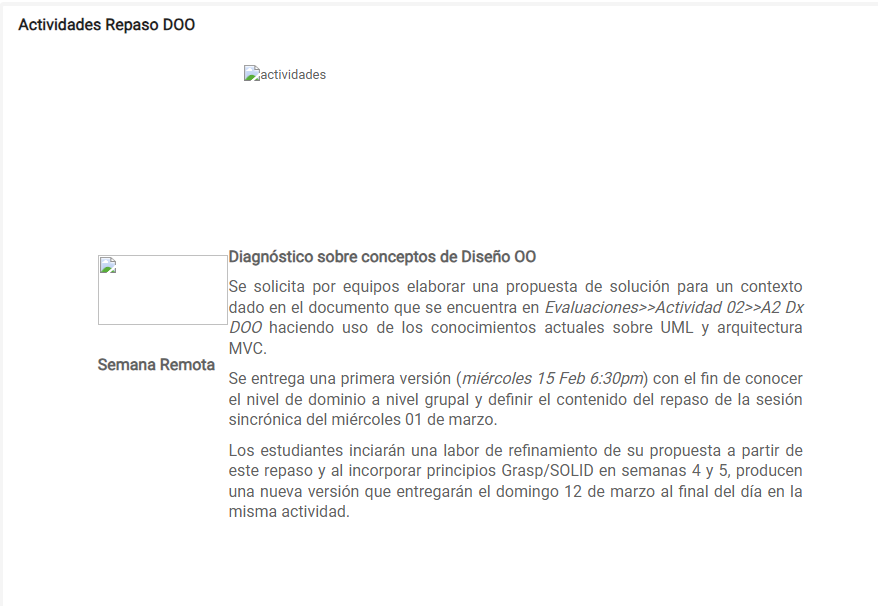 Actividades Repaso DOO
actividades
Diagnóstico sobre conceptos de Diseño OO
Se solicita por equipos elaborar una propuesta de solución para un contexto
dado en el documento que se encuentra en Evaluaciones>>Actividad 02>>A2 Dx
DOO haciendo uso de los conocimientos actuales sobre UML y arquitectura
MVC.
Semana Remota
Se entrega una primera versión (miércoles 15 Feb 6:30pm) con el fin de conocer
el nivel de dominio a nivel grupal y definir el contenido del repaso de la sesión
sincrónica del miércoles 01 de marzo.
Los estudiantes inciarán una labor de refinamiento de su propuesta a partir de
este repaso y al incorporar principios Grasp/SOLID en semanas 4 y 5, producen
una nueva versión que entregarán el domingo 12 de marzo al final del día en la
misma actividad.